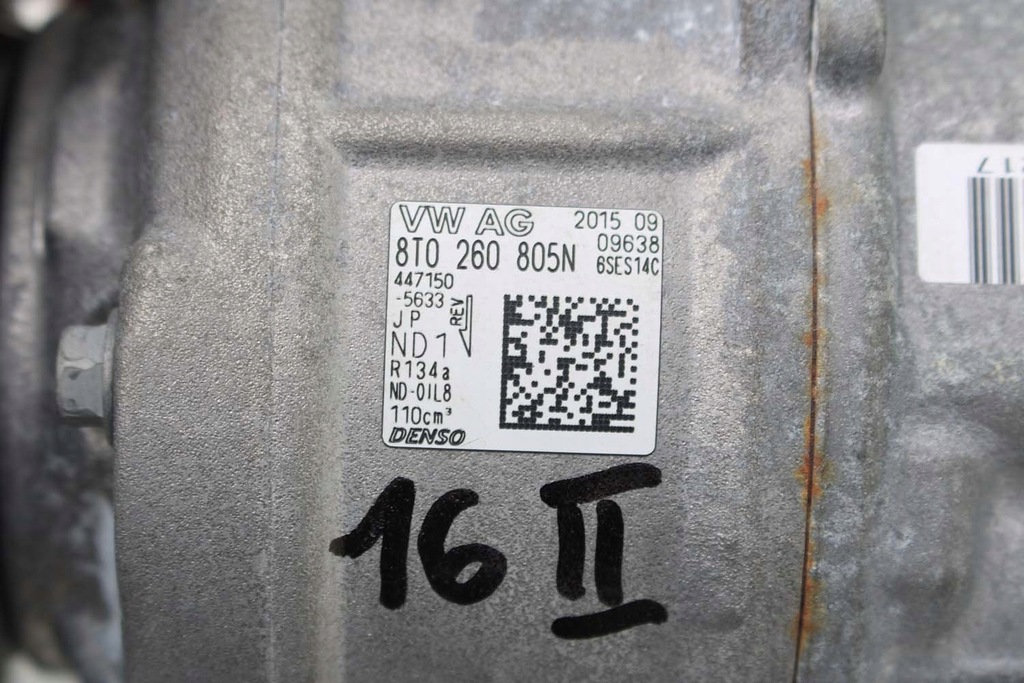 VW AG 2015 09
09638
8T0 260 805N 6SES14C
447150
-5633
REV
JP
ND1
R134a
ND-OIL8
110cm³
DENSO
16 II